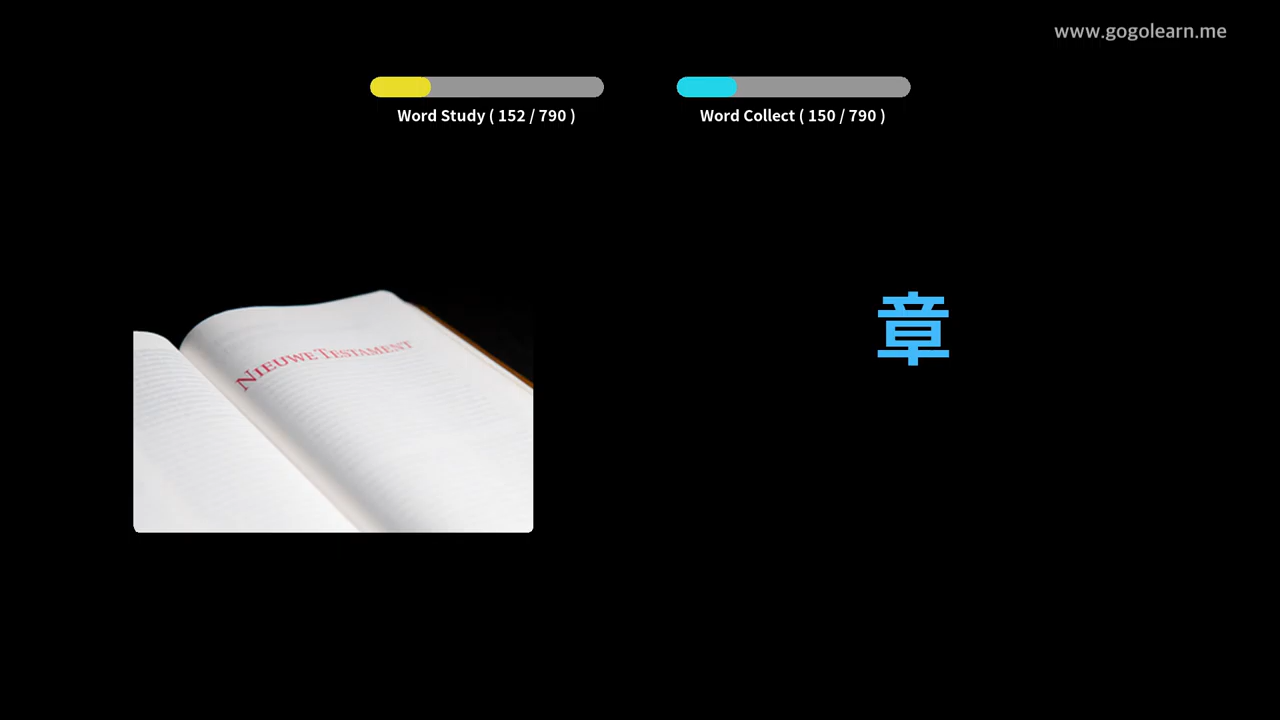 www.gogolearn.me
Word Study ( 152 / 790 )
Word Collect ( 150 / 790 )
NIEUWE TESTAMENT
章